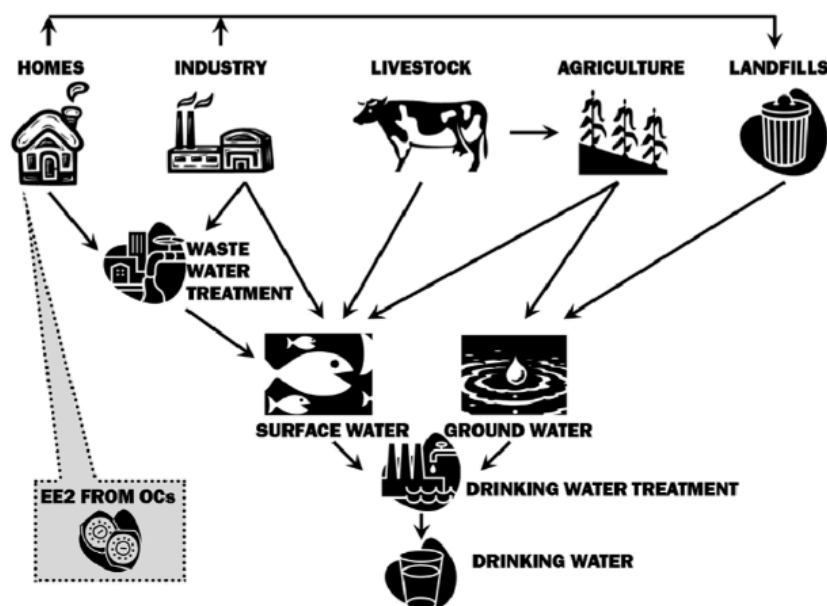 HOMES
INDUSTRY
LIVESTOCK
AGRICULTURE
LANDFILLS
WASTE
WATER
TREATMENT
SURFACE WATER
GROUND WATER
EE2 FROM OCs
DRINKING WATER TREATMENT
DRINKING WATER